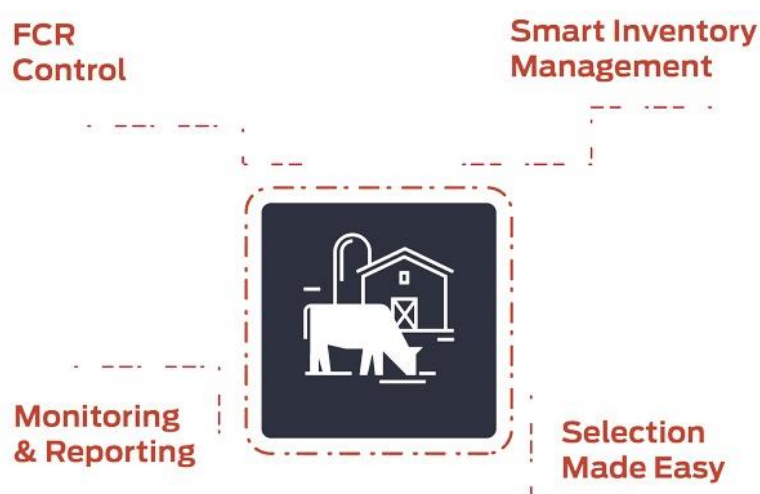 FCR
Control
Smart Inventory
Management
Monitoring
& Reporting
Selection
Made Easy